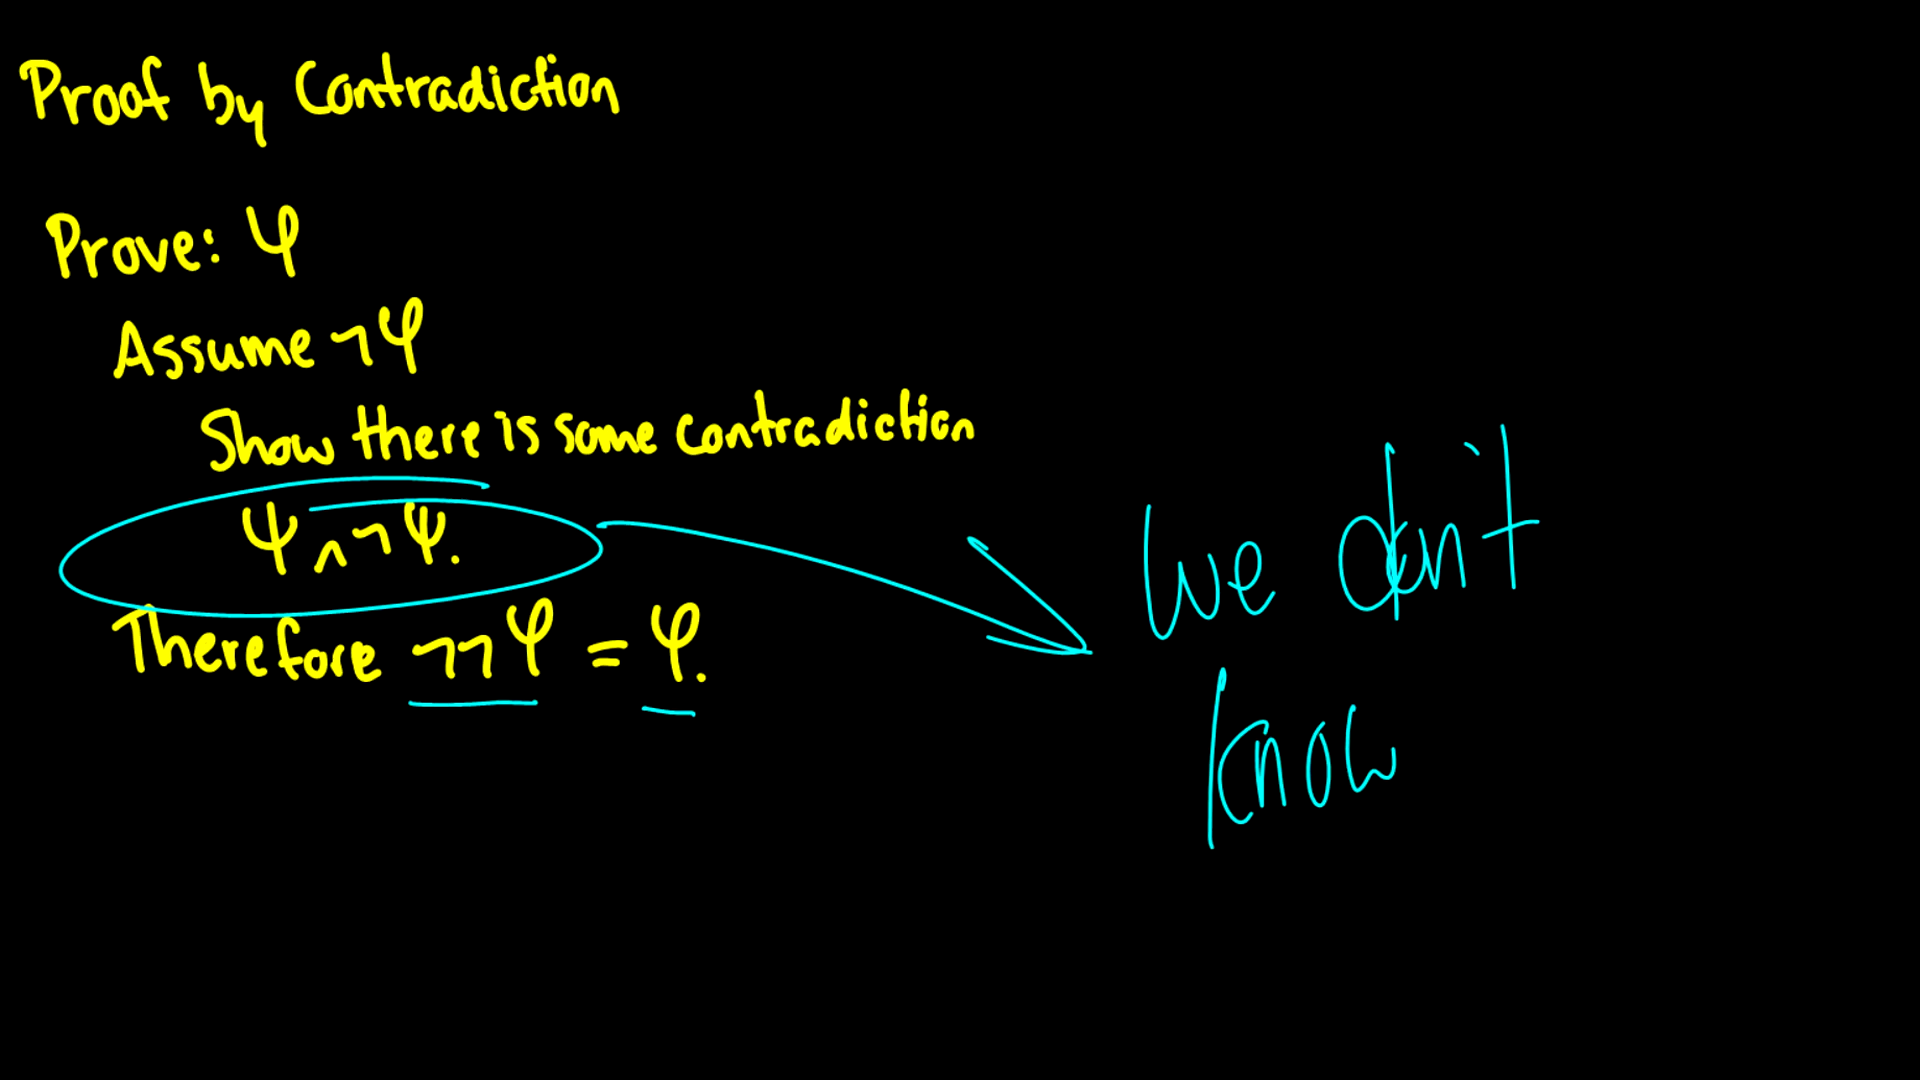 Proof by Contradiction
Prove: φ
Assume ¬φ
Show there is some contradiction
ψ ∧ ¬ψ.
Therefore ¬¬φ = φ.
We don't
know